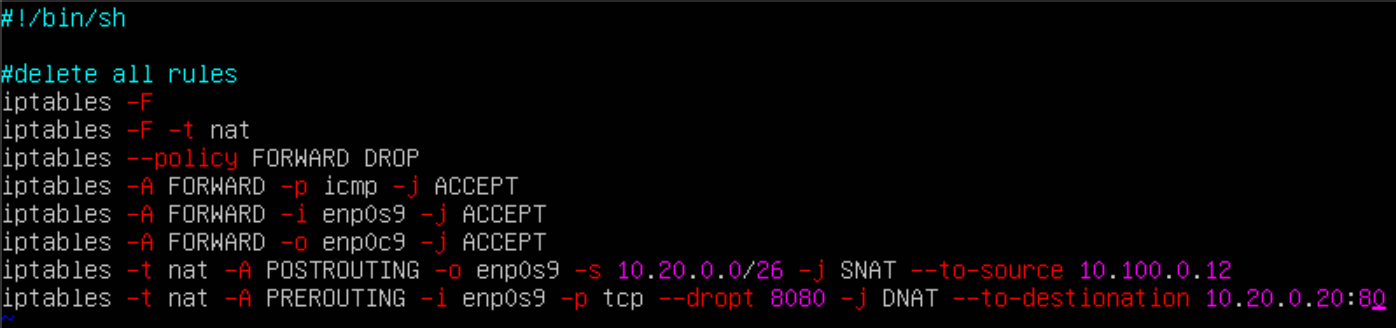 #!/bin/sh
#delete all rules
iptables -F
iptables -F -t nat
iptables --policy FORWARD DROP
iptables -A FORWARD -p icmp -j ACCEPT
iptables -A FORWARD -i enp0s9 -j ACCEPT
iptables -A FORWARD -o enp0c9 -j ACCEPT
iptables -t nat -A POSTROUTING -o enp0s9 -s 10.20.0.0/26 -j SNAT --to-source 10.100.0.12
iptables -t nat -A PREROUTING -i enp0s9 -p tcp --dropt 8080 -j DNAT --to-destionation 10.20.0.20:80
~